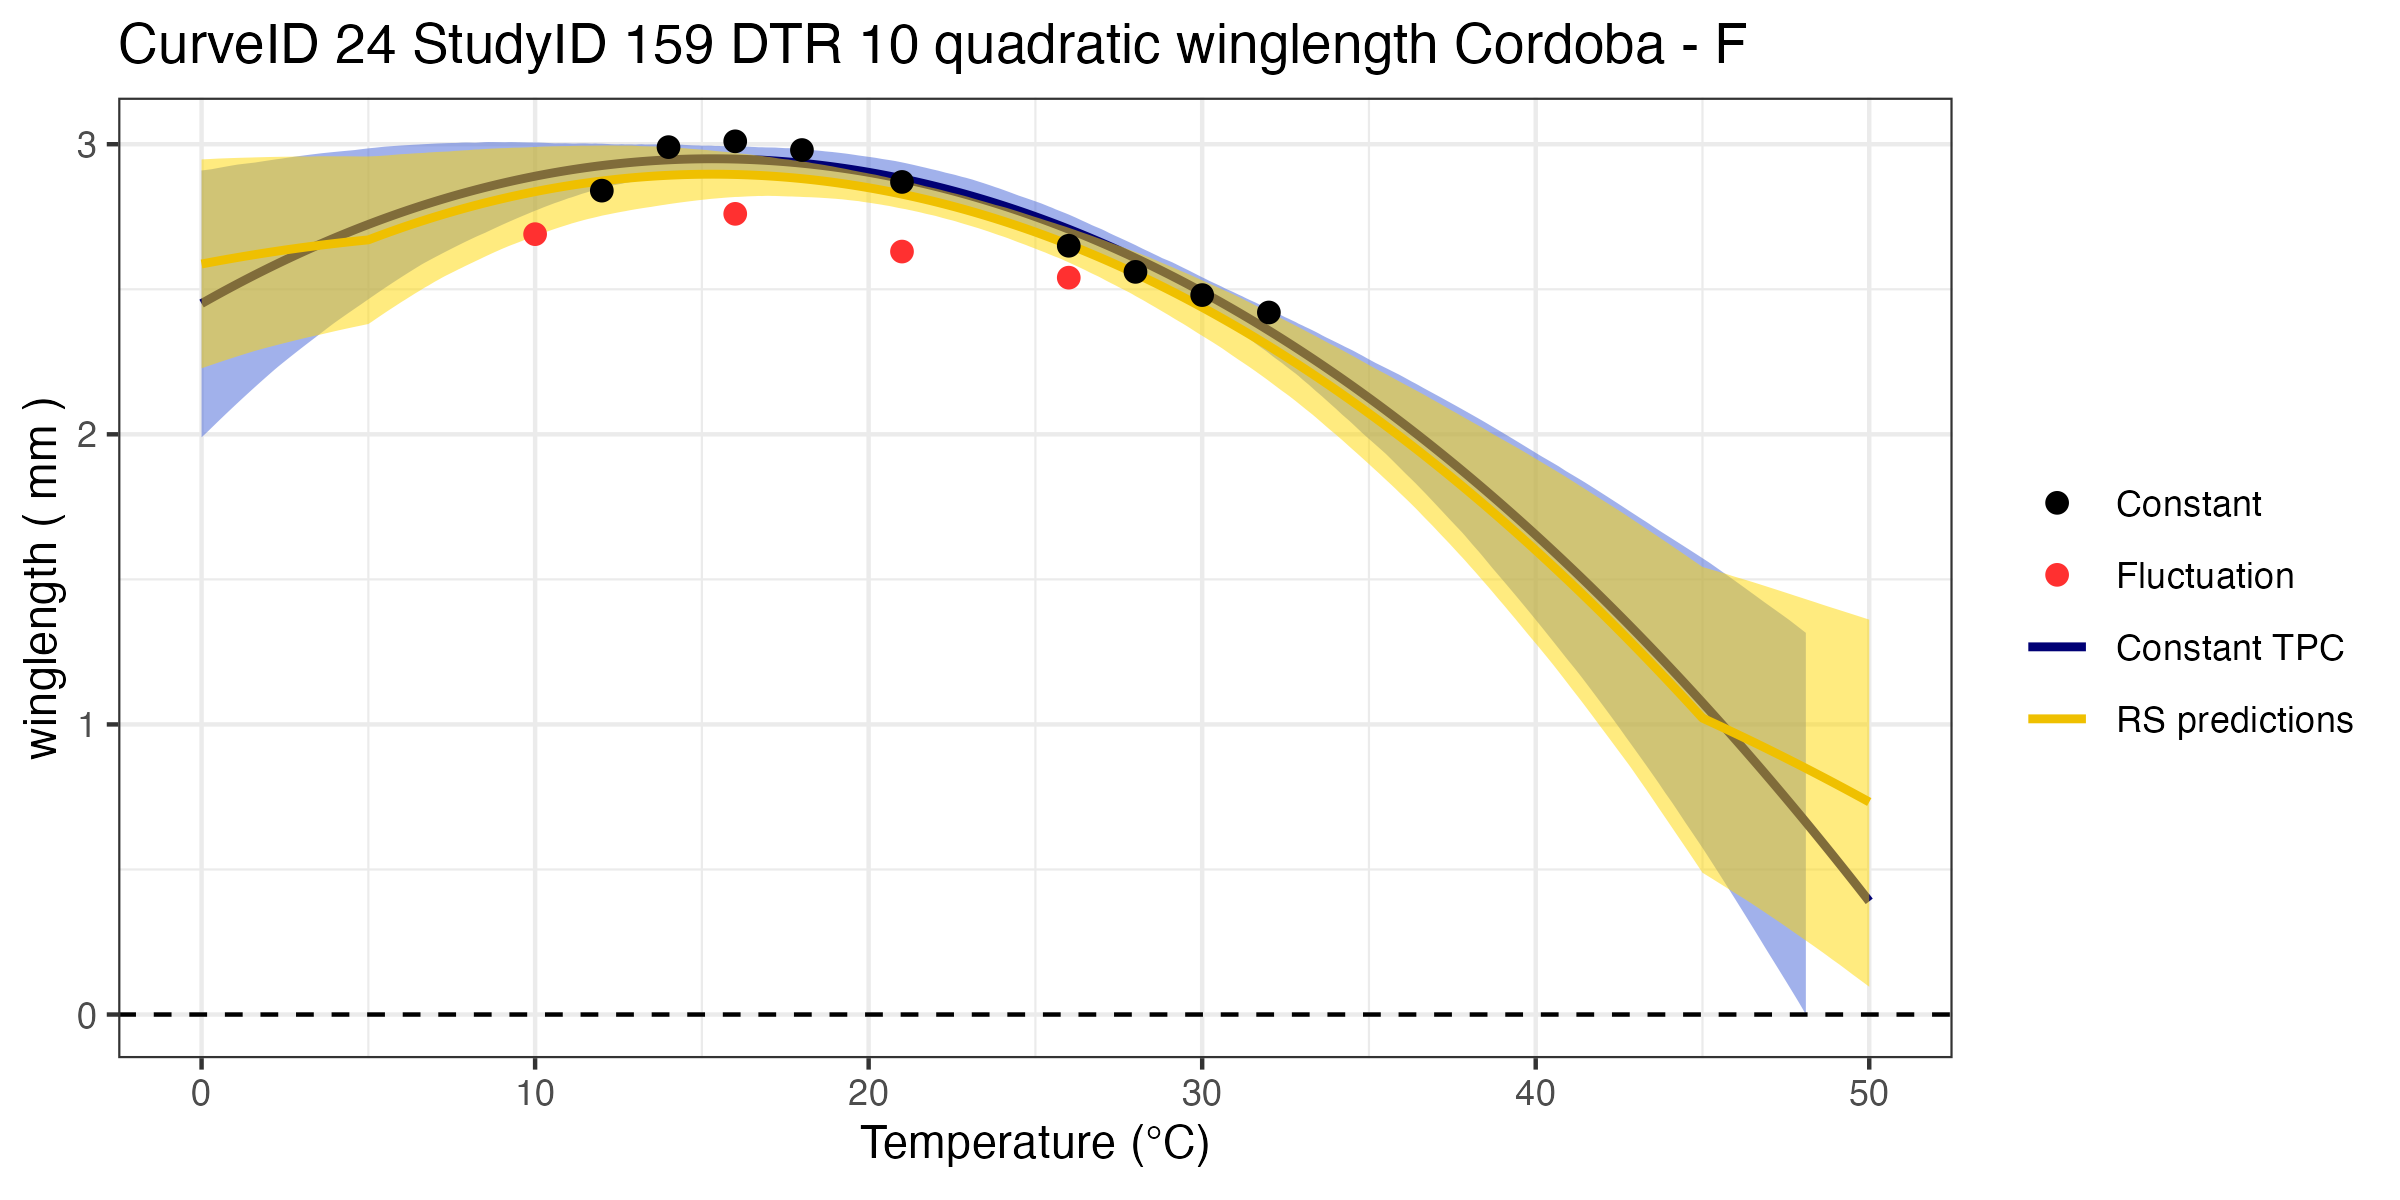 CurveID 24 StudyID 159 DTR 10 quadratic winglength Cordoba - F
winglength ( mm )
3
2
1
0
0 10 20 30 40 50
Temperature (°C)
Constant
Fluctuation
Constant TPC
RS predictions